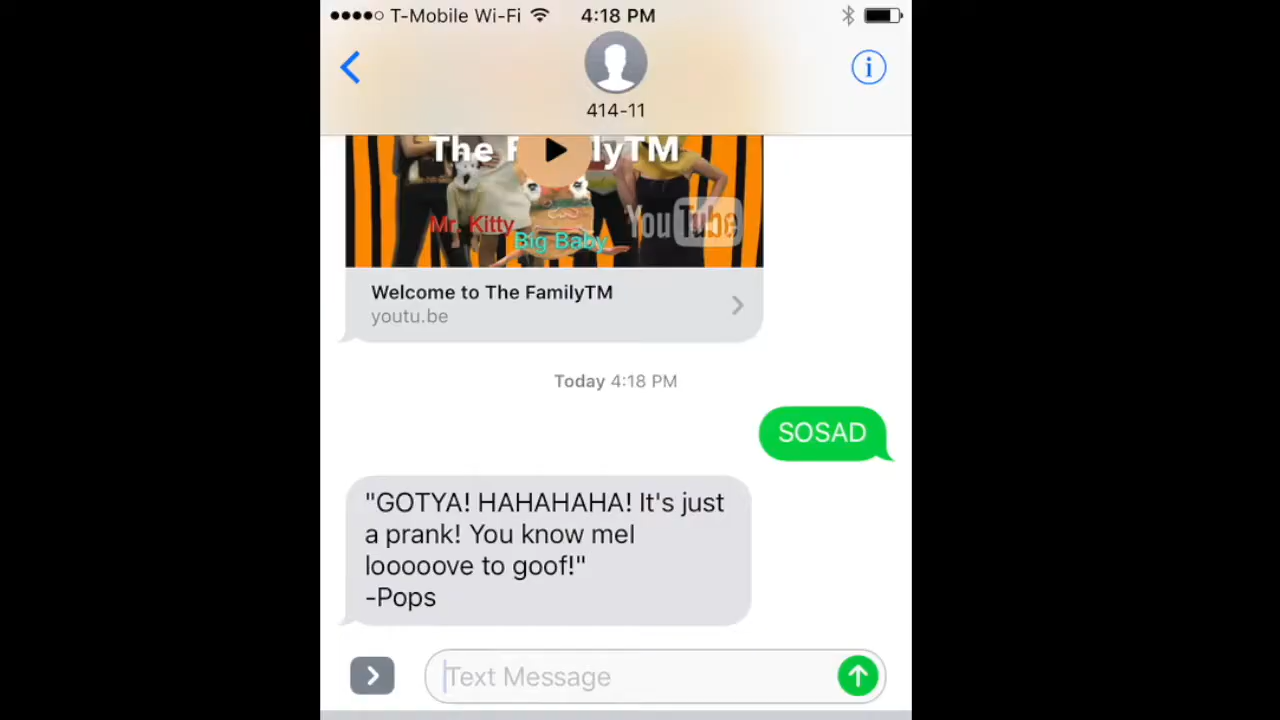 T-Mobile Wi-Fi 4:18 PM
414-11
The F lyTM
Mr. Kitty
Big Baby
YouTube
Welcome to The FamilyTM
youtu.be
Today 4:18 PM
SOSAD
"GOTYA! HAHAHAHA! It's just
a prank! You know meI
looooove to goof!"
-Pops
Text Message